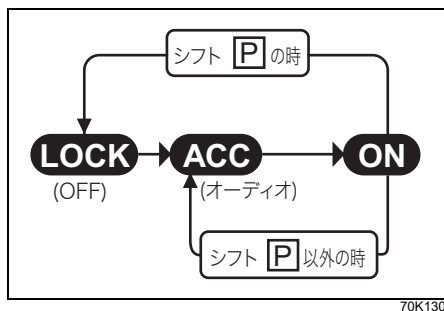 シフト P の時
LOCK ACC ON
(OFF) (オーディオ)
シフト P 以外の時
70K130